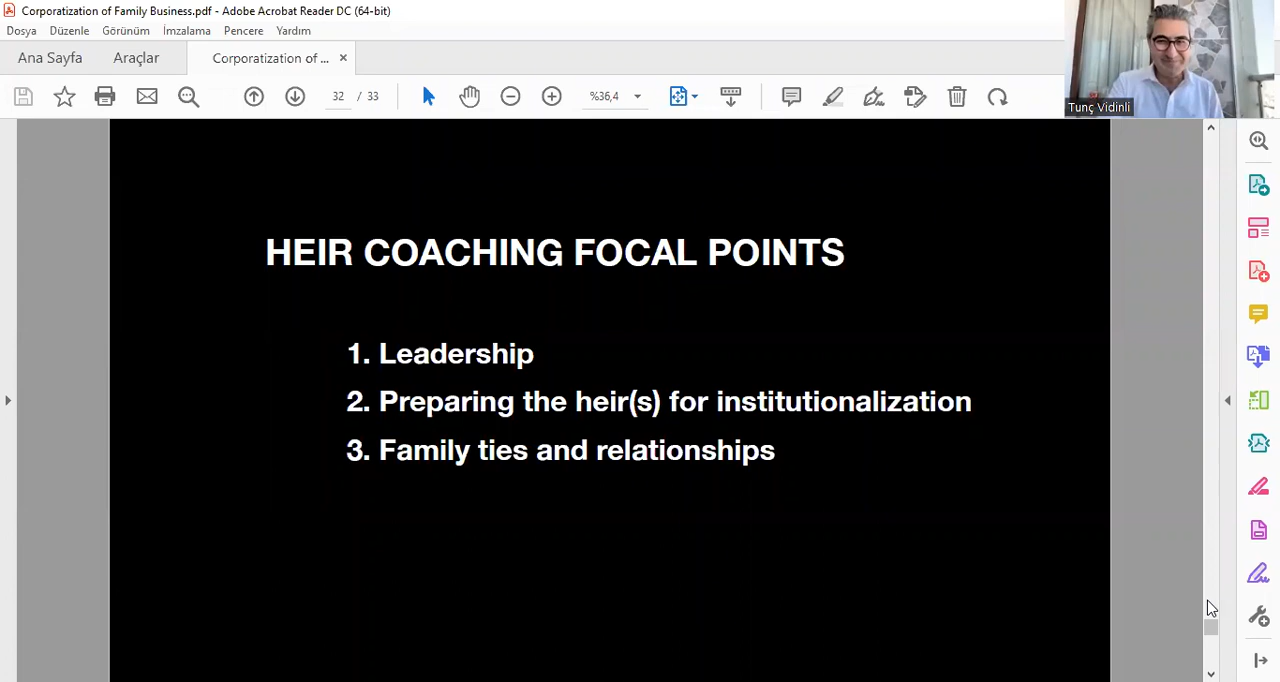 Corporatization of Family Business.pdf - Adobe Acrobat Reader DC (64-bit)
Dosya Düzenle Görünüm İmzalama Pencere Yardım
Ana Sayfa Araçlar Corporatization of ... ×
32 / 33 %36,4
Tunç Vidinli
HEIR COACHING FOCAL POINTS
1. Leadership
2. Preparing the heir(s) for institutionalization
3. Family ties and relationships